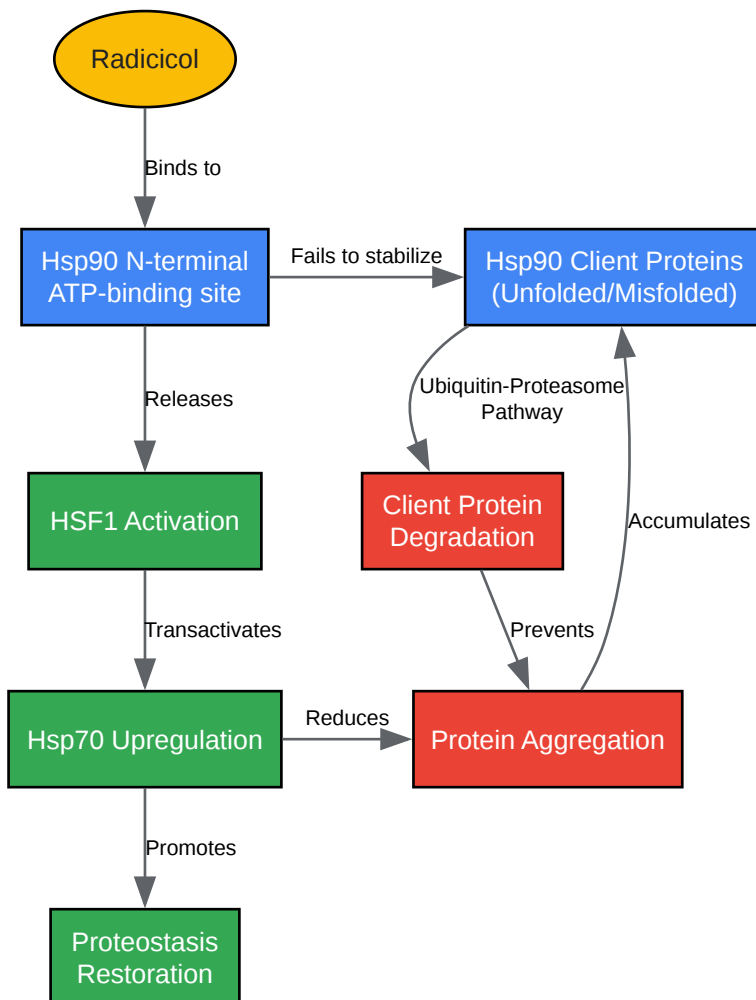 Radicicol
Binds to
Hsp90 N-terminal
ATP-binding site
Fails to stabilize
Hsp90 Client Proteins
(Unfolded/Misfolded)
Releases
Ubiquitin-Proteasome
Pathway
HSF1 Activation
Client Protein
Degradation
Accumulates
Transactivates
Prevents
Hsp70 Upregulation
Reduces
Protein Aggregation
Promotes
Proteostasis
Restoration